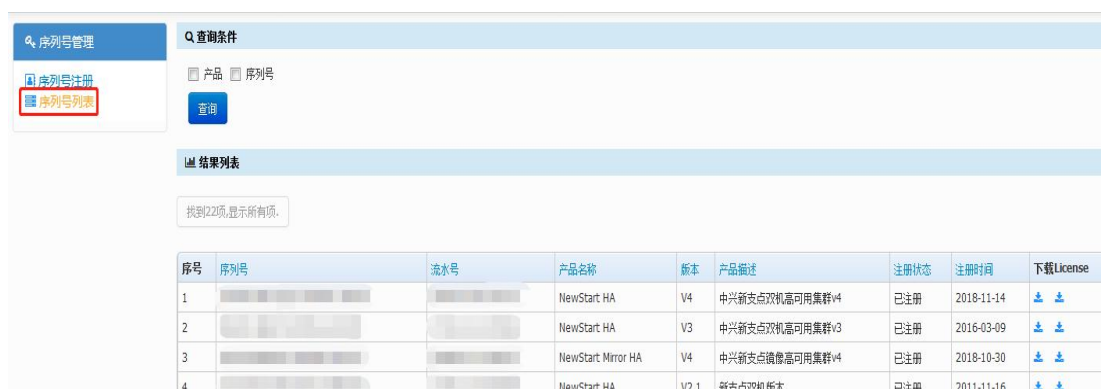 序列号管理
序列号注册
序列号列表
查询条件
产品 序列号
查询
结果列表
找到22项,显示所有项.
序号 序列号 流水号 产品名称 版本 产品描述 注册状态 注册时间 下载License
1 NewStart HA V4 中兴新支点双机高可用集群v4 已注册 2018-11-14
2 NewStart HA V3 中兴新支点双机高可用集群v3 已注册 2016-03-09
3 NewStart Mirror HA V4 中兴新支点镜像高可用集群v4 已注册 2018-10-30
4 NewStart HA V2.1 新支点双机版本 已注册 2011-11-16